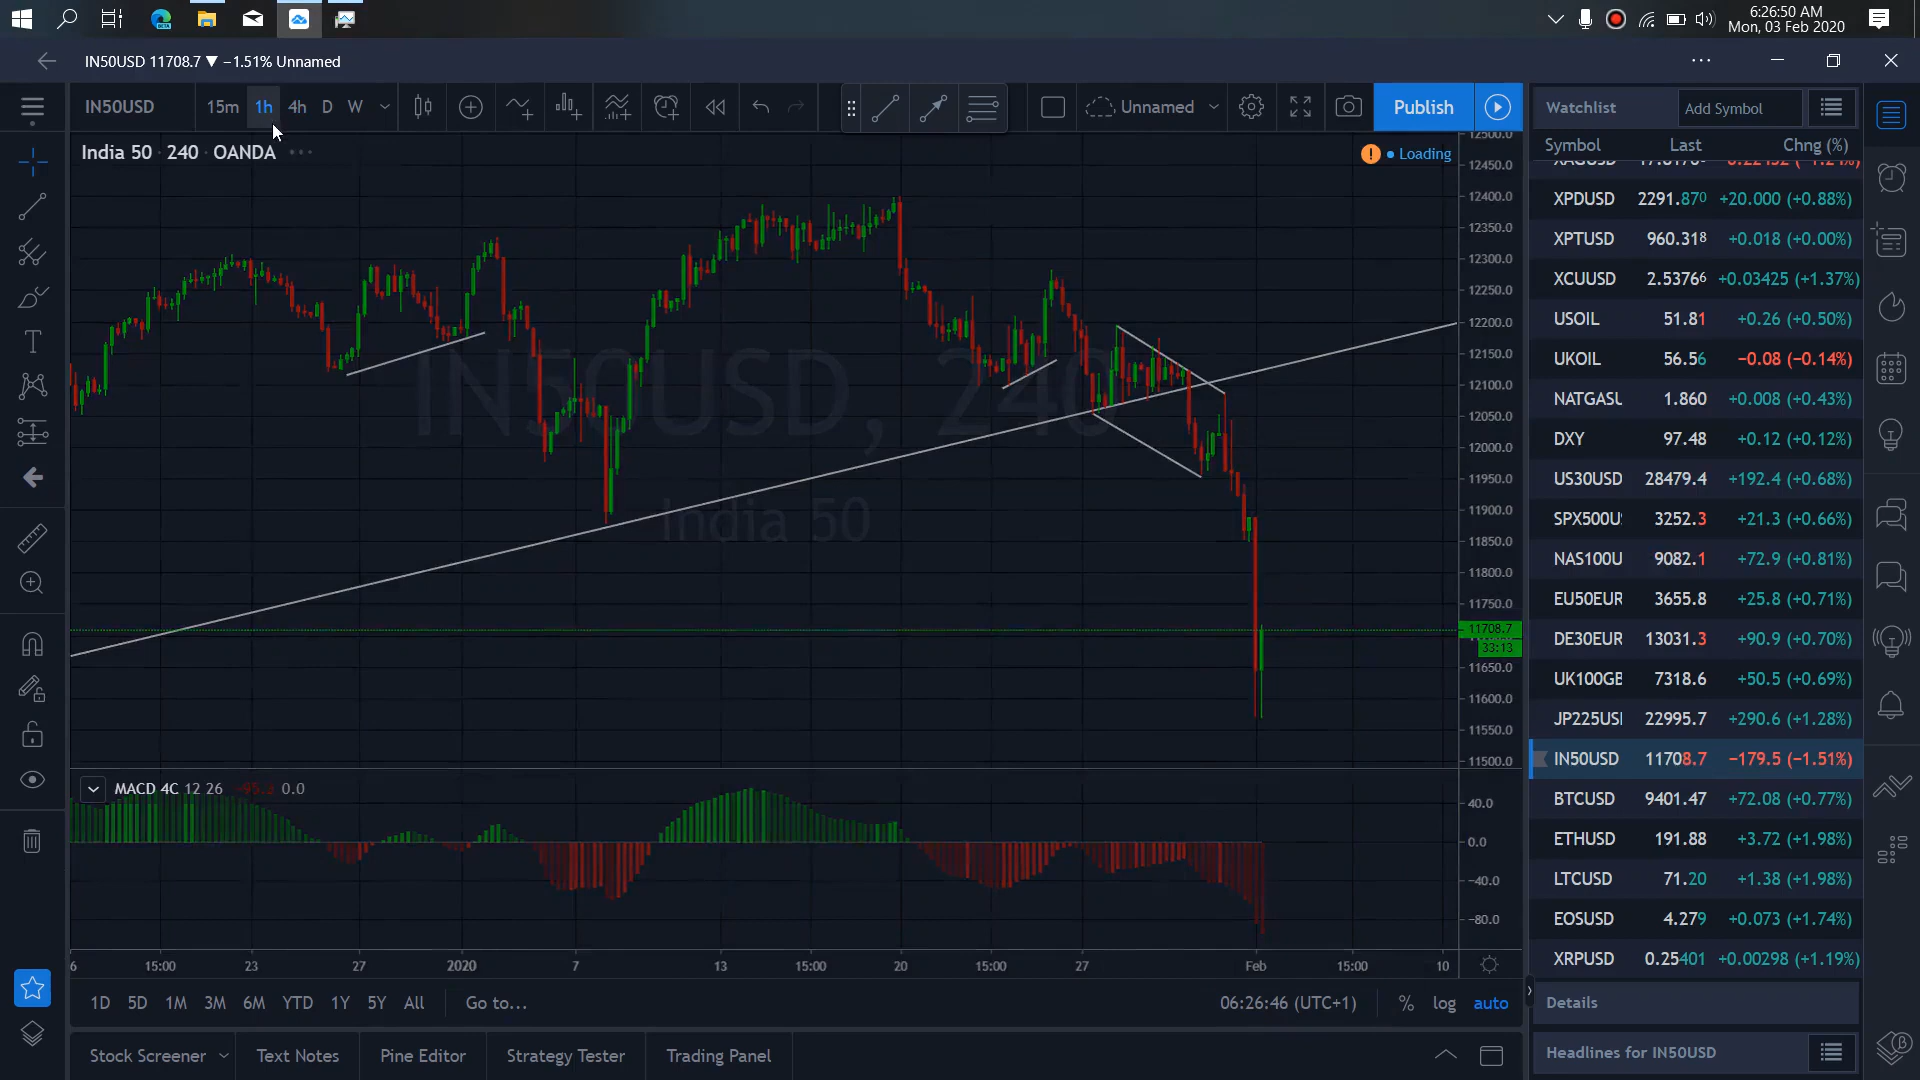 6:26:50 AM
Mon, 03 Feb 2020
IN50USD 11708.7 ▼ −1.51% Unnamed
IN50USD 15m 1h 4h D W Unnamed Publish
India 50 · 240 · OANDA
Loading
IN50USD, 240
India 50
12500.0
12450.0
12400.0
12350.0
12300.0
12250.0
12200.0
12150.0
12100.0
12050.0
12000.0
11950.0
11900.0
11850.0
11800.0
11750.0
11708.7
33:13
11650.0
11600.0
11550.0
11500.0
MACD 4C 12 26 −95.3 0.0
40.0
0.0
−40.0
−80.0
6 15:00 23 27 2020 7 13 15:00 20 15:00 27 Feb 15:00 10
1D 5D 1M 3M 6M YTD 1Y 5Y All Go to... 06:26:46 (UTC+1) % log auto
Stock Screener Text Notes Pine Editor Strategy Tester Trading Panel
Watchlist Add Symbol
Symbol Last Chng (%)
XPDUSD 2291.870 +20.000 (+0.88%)
XPTUSD 960.318 +0.018 (+0.00%)
XCUUSD 2.53766 +0.03425 (+1.37%)
USOIL 51.81 +0.26 (+0.50%)
UKOIL 56.56 −0.08 (−0.14%)
NATGASU 1.860 +0.008 (+0.43%)
DXY 97.48 +0.12 (+0.12%)
US30USD 28479.4 +192.4 (+0.68%)
SPX500U 3252.3 +21.3 (+0.66%)
NAS100U 9082.1 +72.9 (+0.81%)
EU50EUR 3655.8 +25.8 (+0.71%)
DE30EUR 13031.3 +90.9 (+0.70%)
UK100GB 7318.6 +50.5 (+0.69%)
JP225US 22995.7 +290.6 (+1.28%)
IN50USD 11708.7 −179.5 (−1.51%)
BTCUSD 9401.47 +72.08 (+0.77%)
ETHUSD 191.88 +3.72 (+1.98%)
LTCUSD 71.20 +1.38 (+1.98%)
EOSUSD 4.279 +0.073 (+1.74%)
XRPUSD 0.25401 +0.00298 (+1.19%)
Details
Headlines for IN50USD